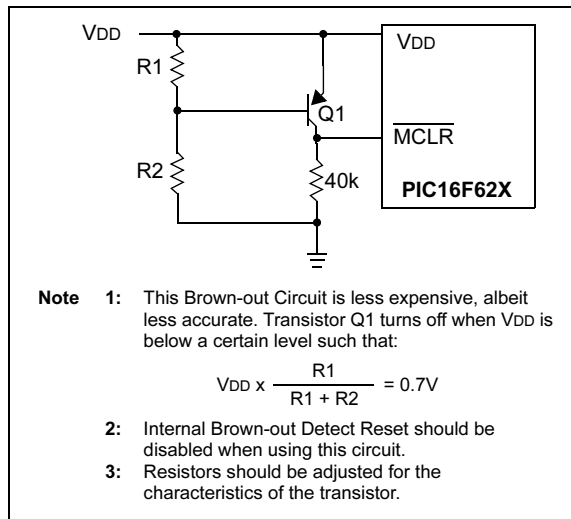 VDD
VDD
R1
Q1
MCLR
R2
40k
PIC16F62X
Note 1: This Brown-out Circuit is less expensive, albeit
less accurate. Transistor Q1 turns off when VDD is
below a certain level such that:
VDD x R1 / R1 + R2 = 0.7V
2: Internal Brown-out Detect Reset should be
disabled when using this circuit.
3: Resistors should be adjusted for the
characteristics of the transistor.